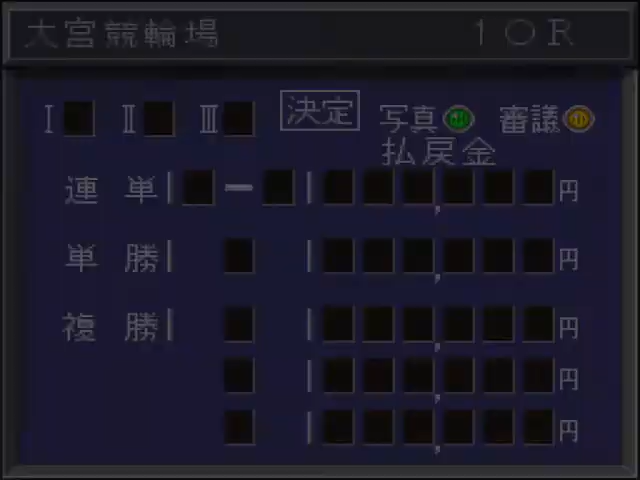 大宮競輪場 10R
Ⅰ Ⅱ Ⅲ 決定 写真 審議
払戻金
連単 ー , 円
単勝 , 円
複勝 , 円
, 円
, 円